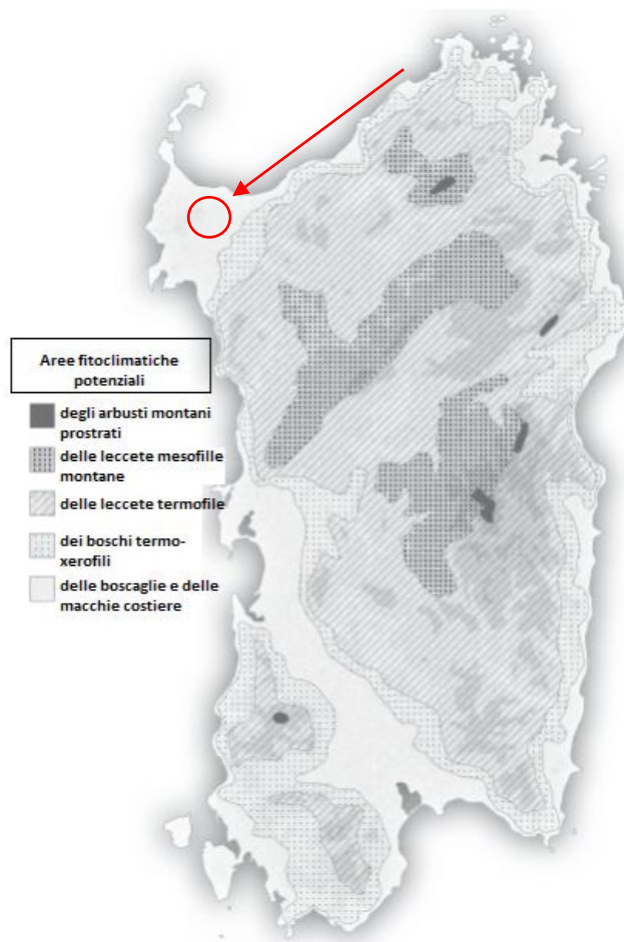 Aree fitoclimatiche
potenziali
degli arbusti montani
prostrati
delle leccete mesofille
montane
delle leccete termofile
dei boschi termo-
xerofili
delle boscaglie e delle
macchie costiere